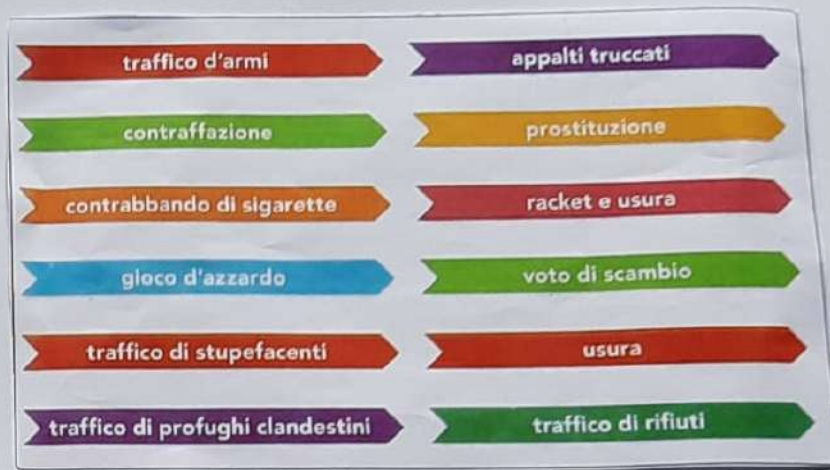 traffico d'armi
appalti truccati
contraffazione
prostituzione
contrabbando di sigarette
racket e usura
gioco d'azzardo
voto di scambio
traffico di stupefacenti
usura
traffico di profughi clandestini
traffico di rifiuti